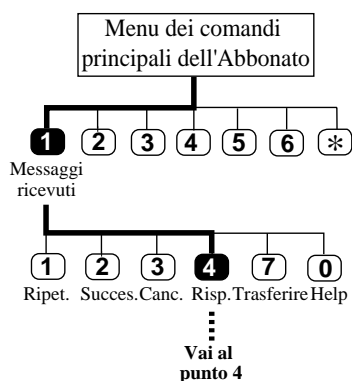 Menu dei comandi
principali dell'Abbonato
1 2 3 4 5 6 *
Messaggi
ricevuti
1 2 3 4 7 0
Ripet. Succes. Canc. Risp. Trasferire Help
Vai al
punto 4